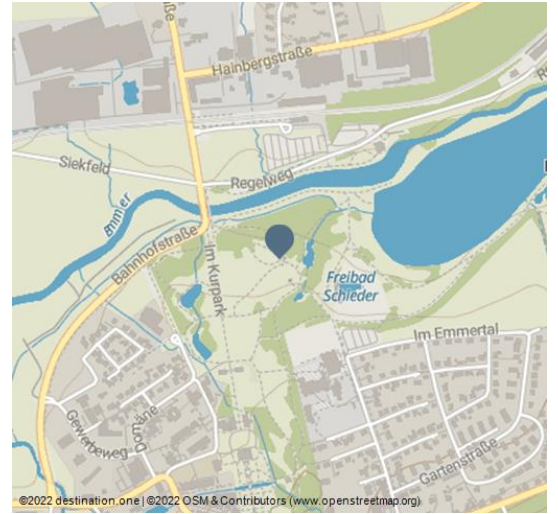 Hainbergstraße
Siekfeld
Regelweg
Emmer
Bahnhofstraße
Im Kurpark
Freibad
Schieder
Im Emmertal
Gewerbeweg
Domäne
Gartenstraße
©2022 destination.one | ©2022 OSM & Contributors (www.openstreetmap.org)